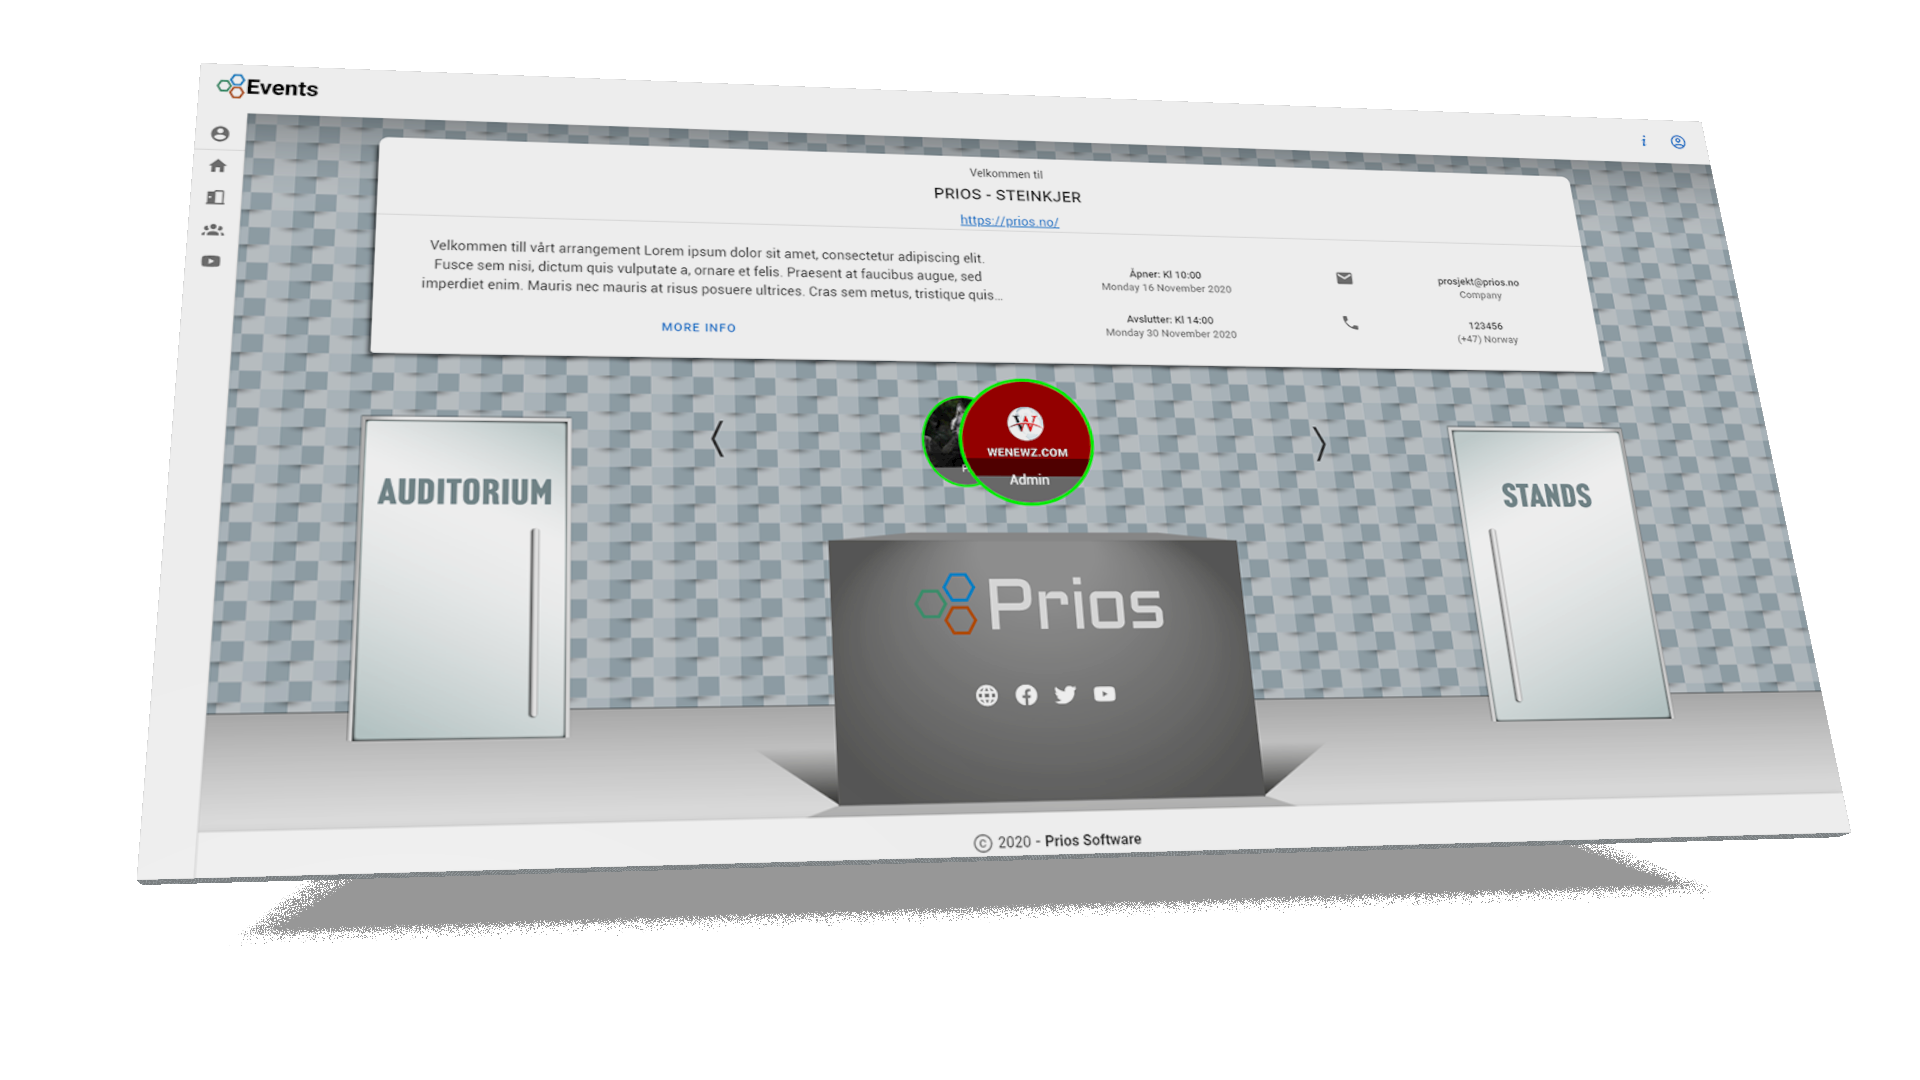 Events
i
Velkommen til
PRIOS - STEINKJER
https://prios.no/
Velkommen till vårt arrangement Lorem ipsum dolor sit amet, consectetur adipiscing elit.
Fusce sem nisi, dictum quis vulputate a, ornare et felis. Praesent at faucibus augue, sed
imperdiet enim. Mauris nec mauris at risus posuere ultrices. Cras sem metus, tristique quis...
MORE INFO
Åpner: Kl 10:00
Monday 16 November 2020
Avslutter: Kl 14:00
Monday 30 November 2020
prosjekt@prios.no
Company
123456
(+47) Norway
W
WENEWZ.COM
Admin
AUDITORIUM
STANDS
Prios
© 2020 - Prios Software